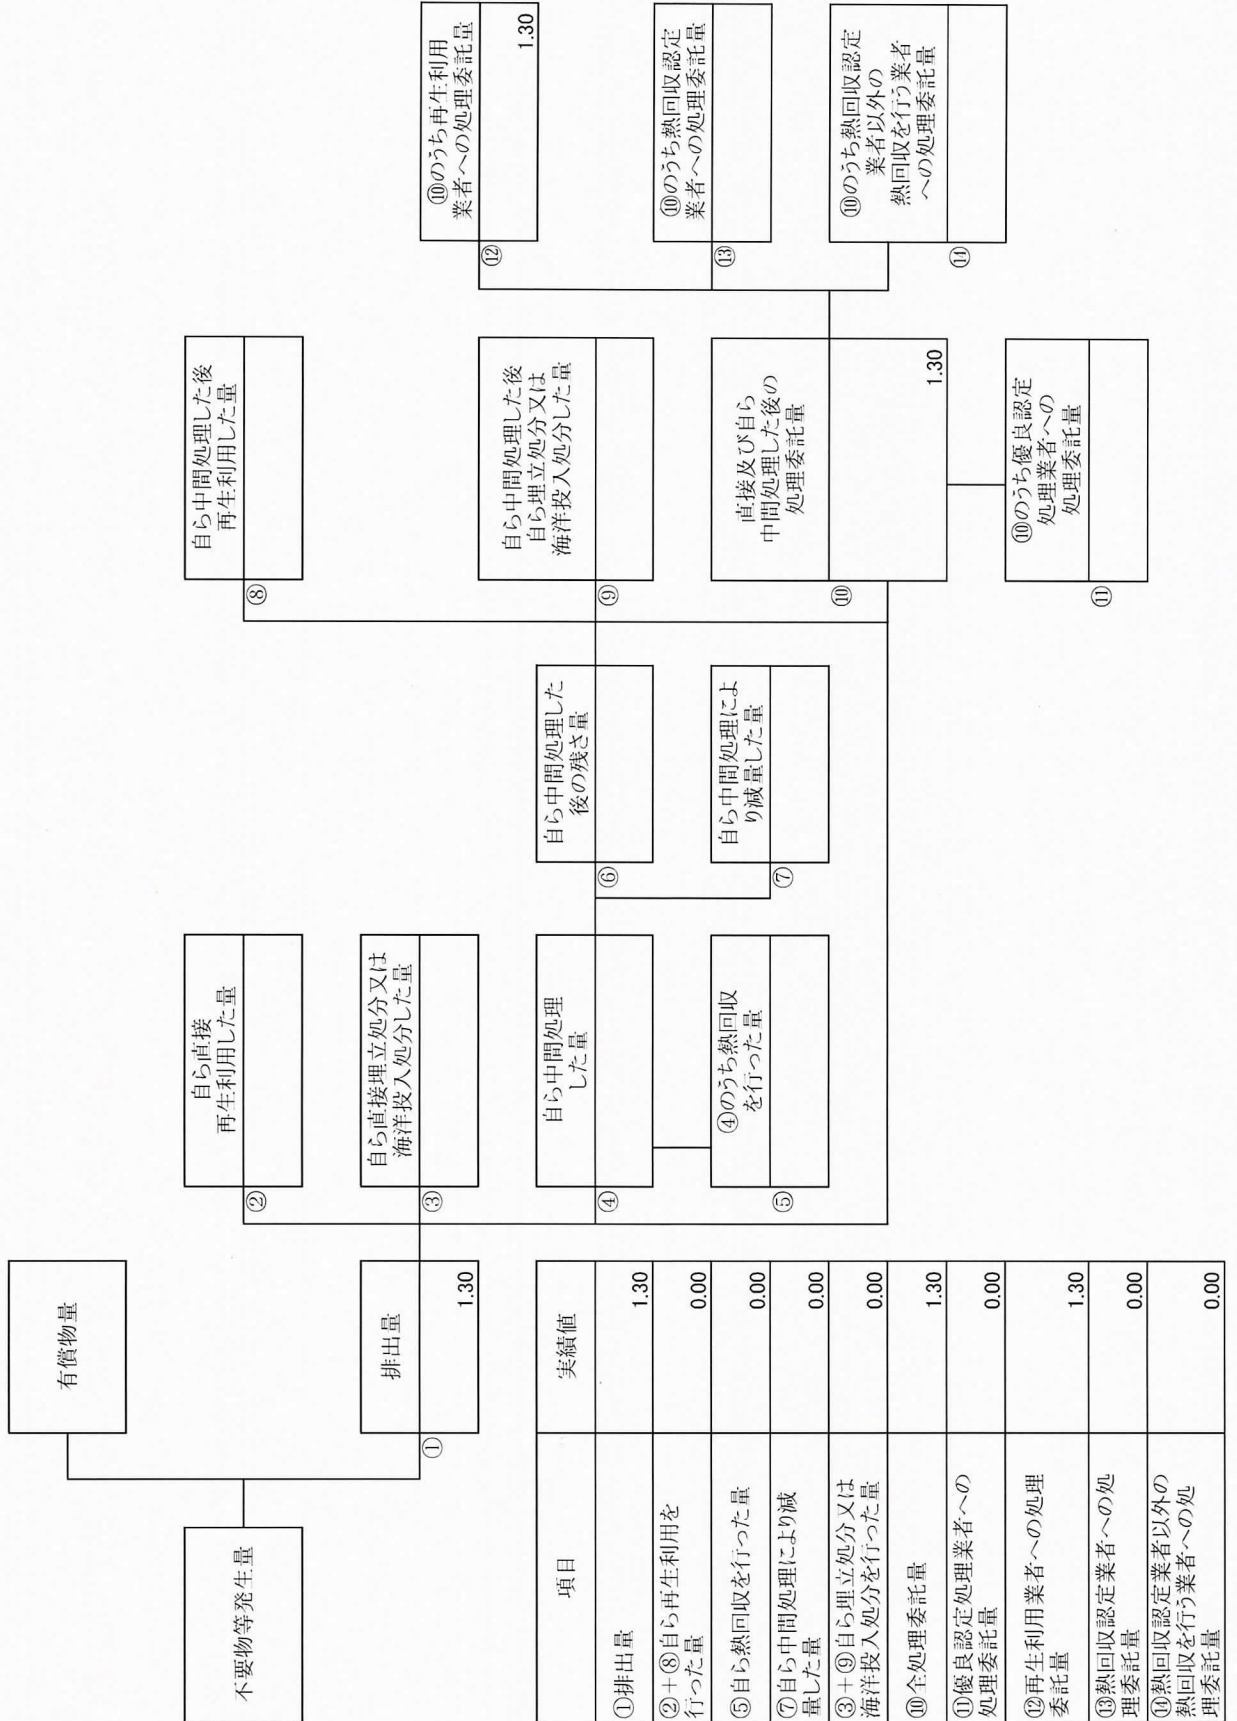 不要物等発生量
有償物量
排出量
①
1.30
自ら直接
再生利用した量
②
自ら直接埋立処分又は
海洋投入処分した量
③
自ら中間処理
した量
④
④のうち熱回収
を行った量
⑤
自ら中間処理した
後の残さ量
⑥
自ら中間処理によ
り減量した量
⑦
自ら中間処理した後
再生利用した量
⑧
自ら中間処理した後
自ら埋立処分又は
海洋投入処分した量
⑨
直接及び自ら
中間処理した後の
処理委託量
⑩
1.30
⑩のうち優良認定
処理業者への
処理委託量
⑪
⑩のうち再生利用
業者への処理委託量
⑫
1.30
⑩のうち熱回収認定
業者への処理委託量
⑬
⑩のうち熱回収認定
業者以外の
熱回収を行う業者
への処理委託量
⑭
項目
実績値
①排出量
1.30
②+⑧自ら再生利用を
行った量
0.00
⑤自ら熱回収を行った量
0.00
⑦自ら中間処理により減
量した量
0.00
③+⑨自ら埋立処分又は
海洋投入処分を行った量
0.00
⑩全処理委託量
1.30
⑪優良認定処理業者への
処理委託量
0.00
⑫再生利用業者への処理
委託量
1.30
⑬熱回収認定業者への処
理委託量
0.00
⑭熱回収認定業者以外の
熱回収を行う業者への処
理委託量
0.00